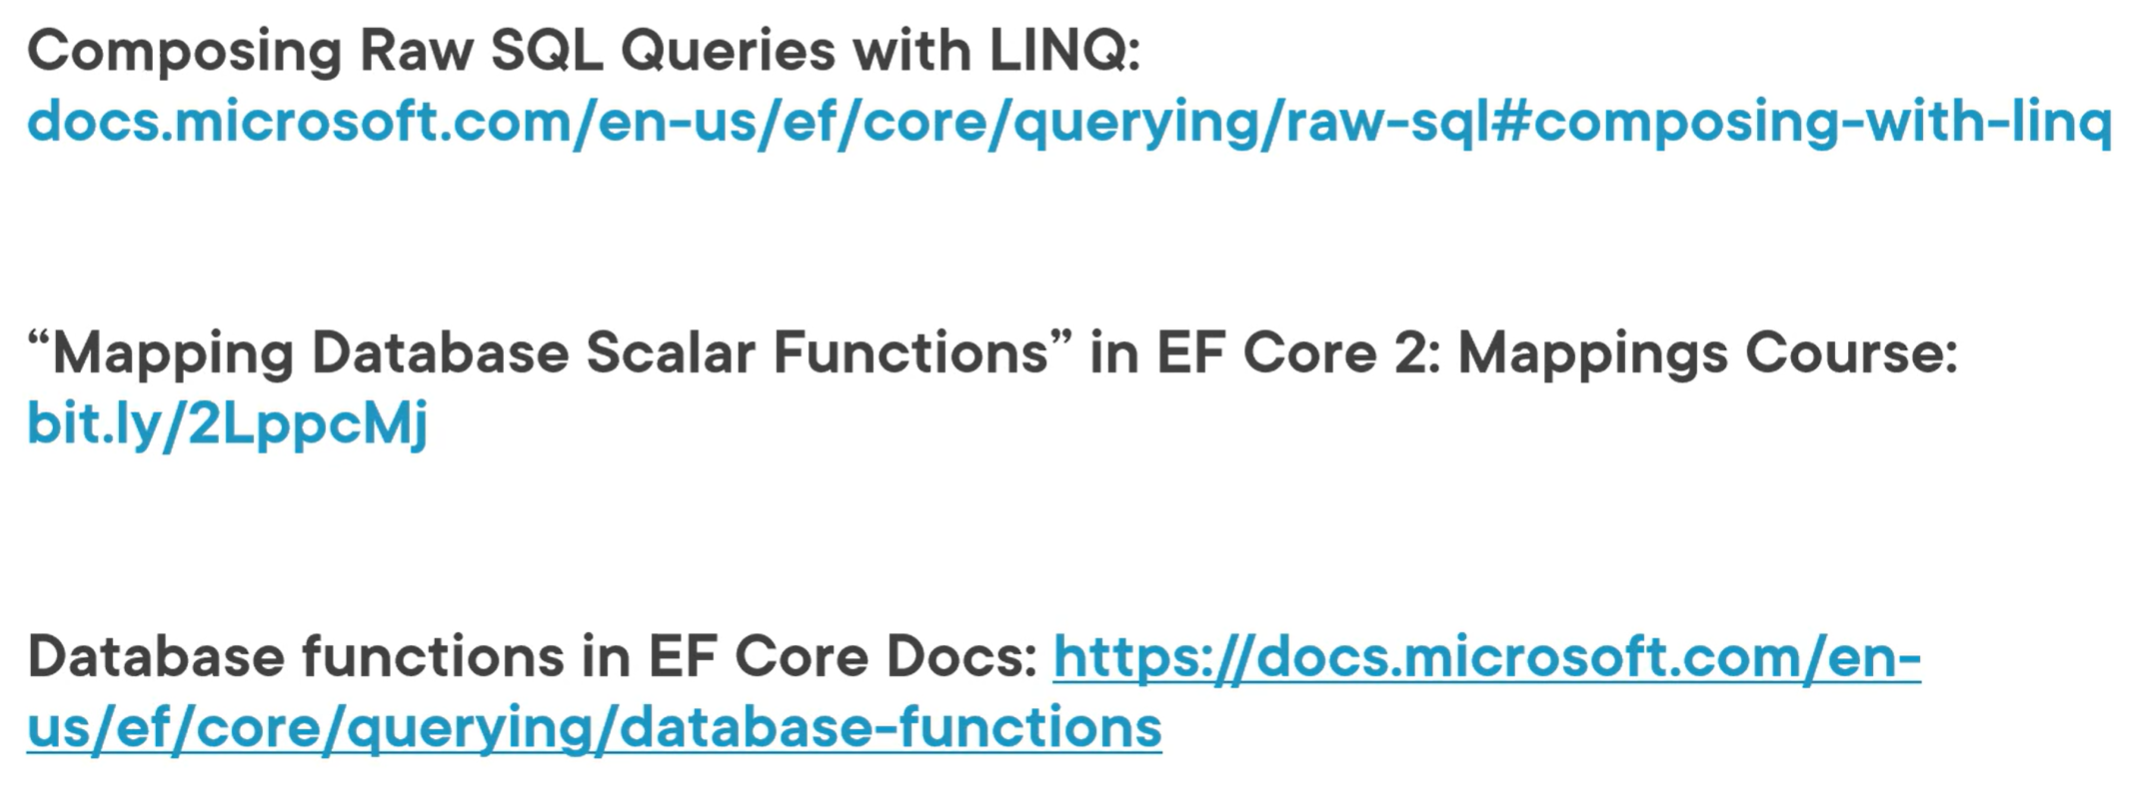 Composing Raw SQL Queries with LINQ:
docs.microsoft.com/en-us/ef/core/querying/raw-sql#composing-with-linq
“Mapping Database Scalar Functions” in EF Core 2: Mappings Course:
bit.ly/2LppcMj
Database functions in EF Core Docs: https://docs.microsoft.com/en-
us/ef/core/querying/database-functions